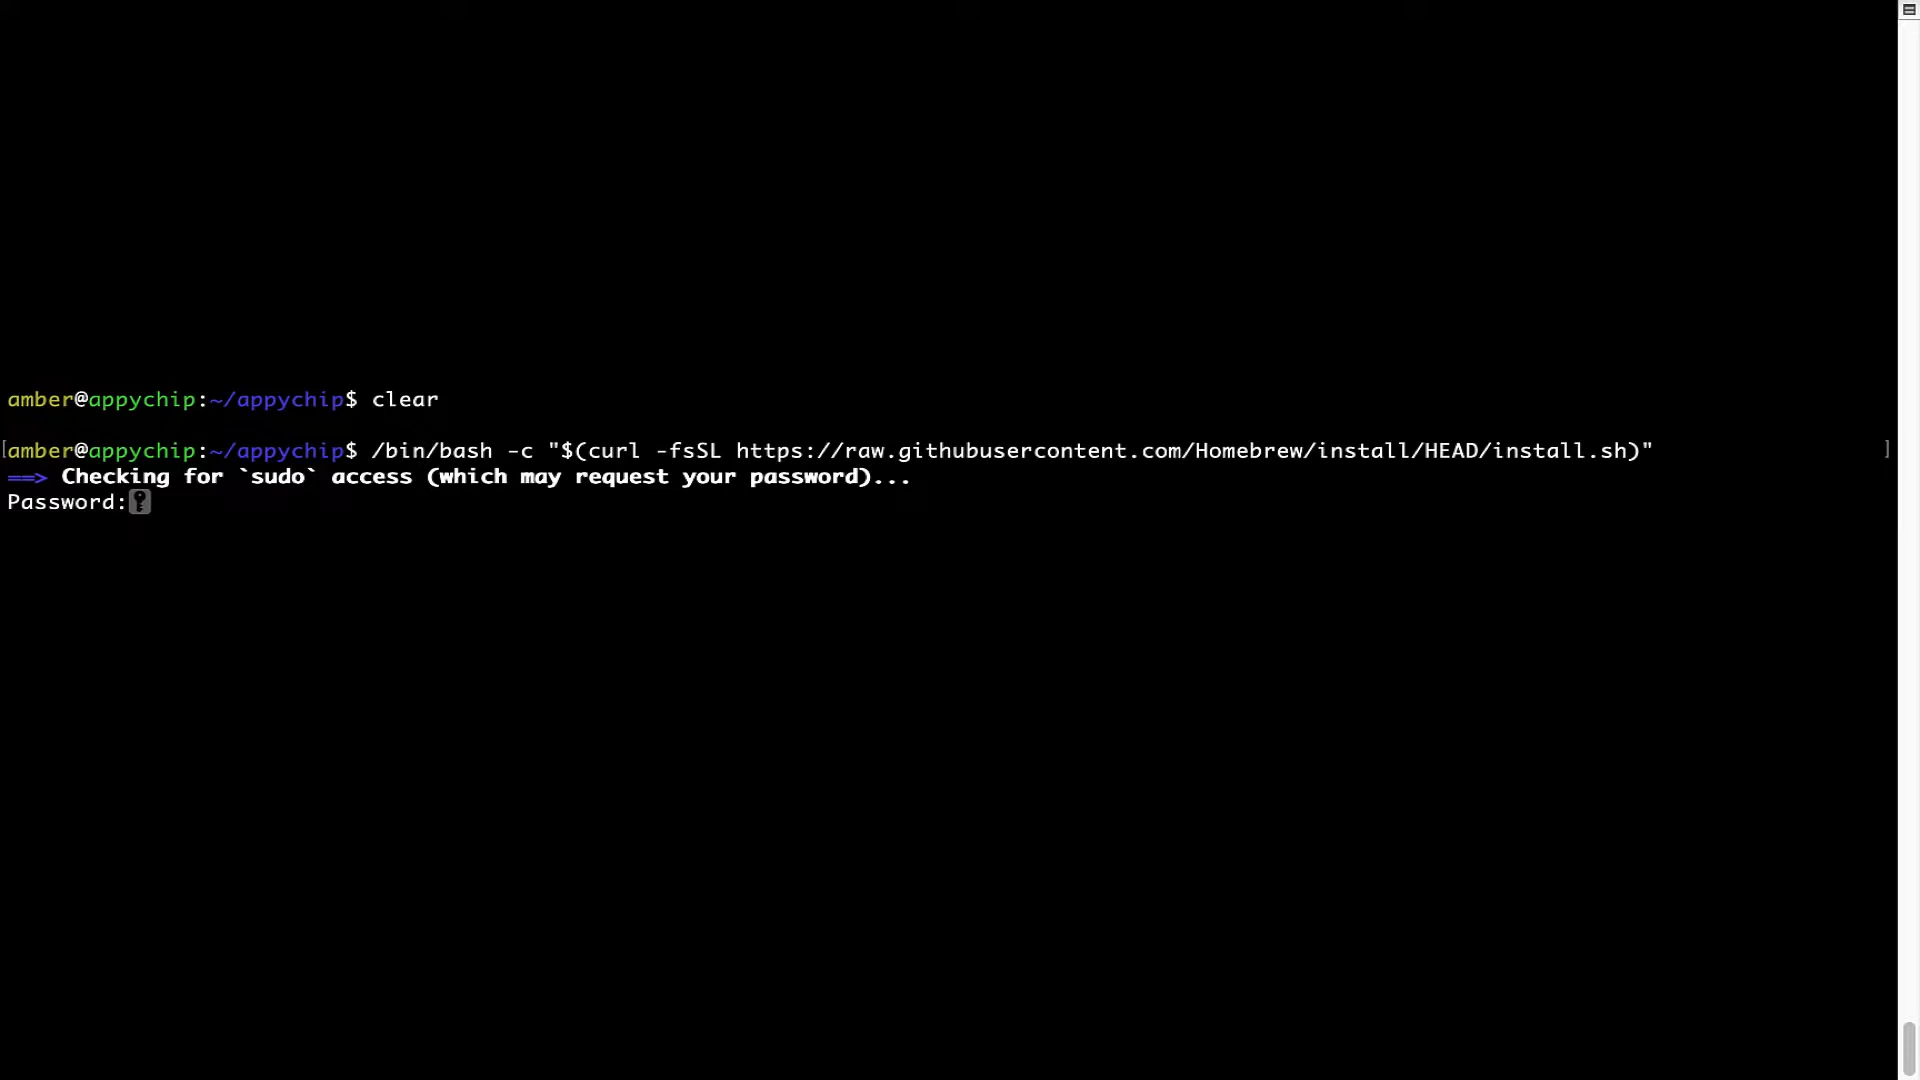 amber@appychip:~/appychip$ clear
[amber@appychip:~/appychip$ /bin/bash -c "$(curl -fsSL https://raw.githubusercontent.com/Homebrew/install/HEAD/install.sh)" ]
==> Checking for `sudo` access (which may request your password)...
Password: